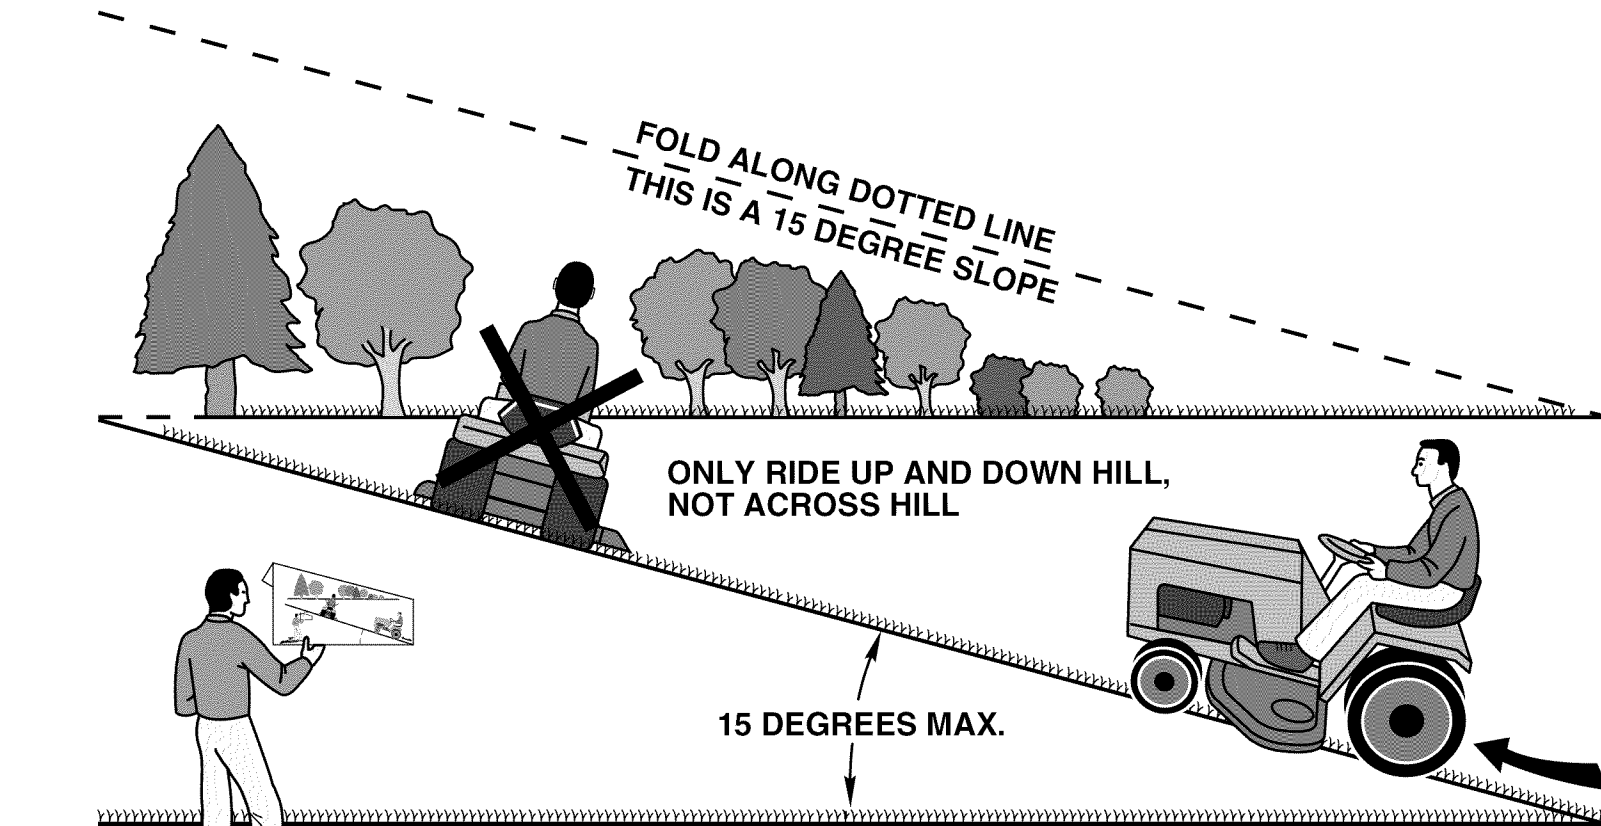 FOLD ALONG DOTTED LINE
THIS IS A 15 DEGREE SLOPE
ONLY RIDE UP AND DOWN HILL,
NOT ACROSS HILL
15 DEGREES MAX.